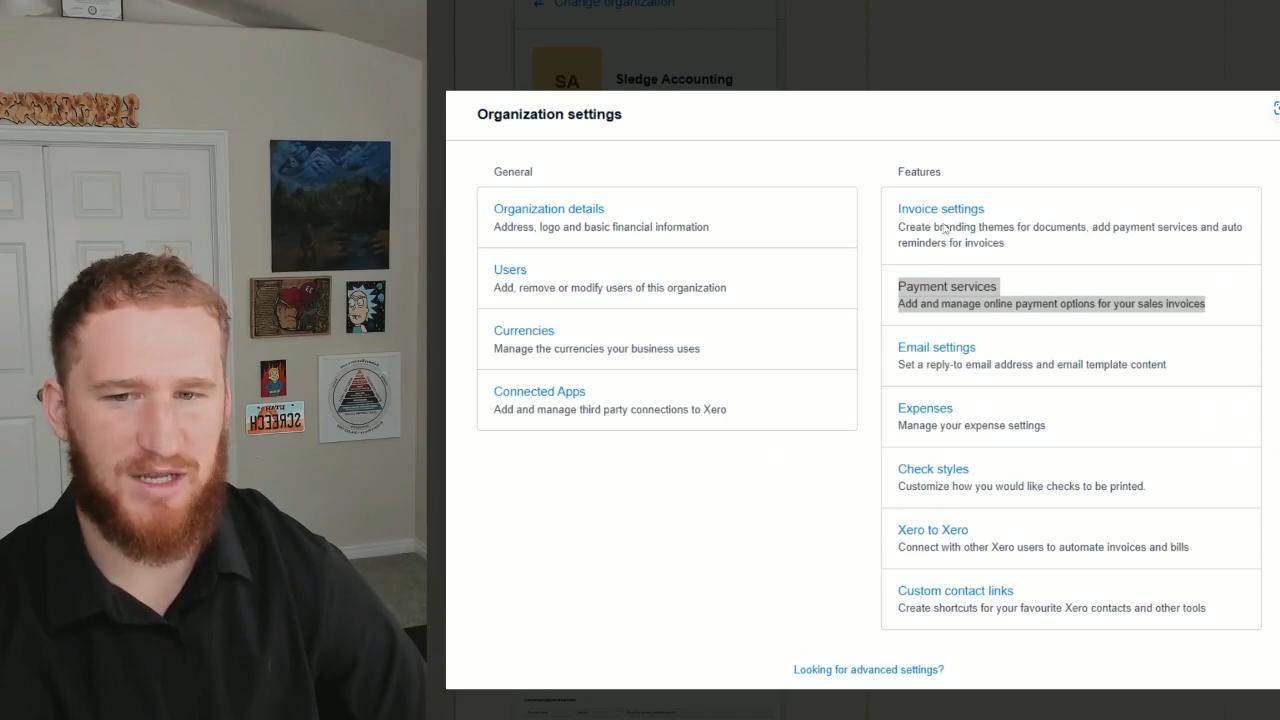 Change organization
SA
Sledge Accounting
Organization settings
General
Organization details
Address, logo and basic financial information
Users
Add, remove or modify users of this organization
Currencies
Manage the currencies your business uses
Connected Apps
Add and manage third party connections to Xero
Features
Invoice settings
Create branding themes for documents, add payment services and auto
reminders for invoices
Payment services
Add and manage online payment options for your sales invoices
Email settings
Set a reply-to email address and email template content
Expenses
Manage your expense settings
Check styles
Customize how you would like checks to be printed.
Xero to Xero
Connect with other Xero users to automate invoices and bills
Custom contact links
Create shortcuts for your favourite Xero contacts and other tools
Looking for advanced settings?
UTAH
SCREECH